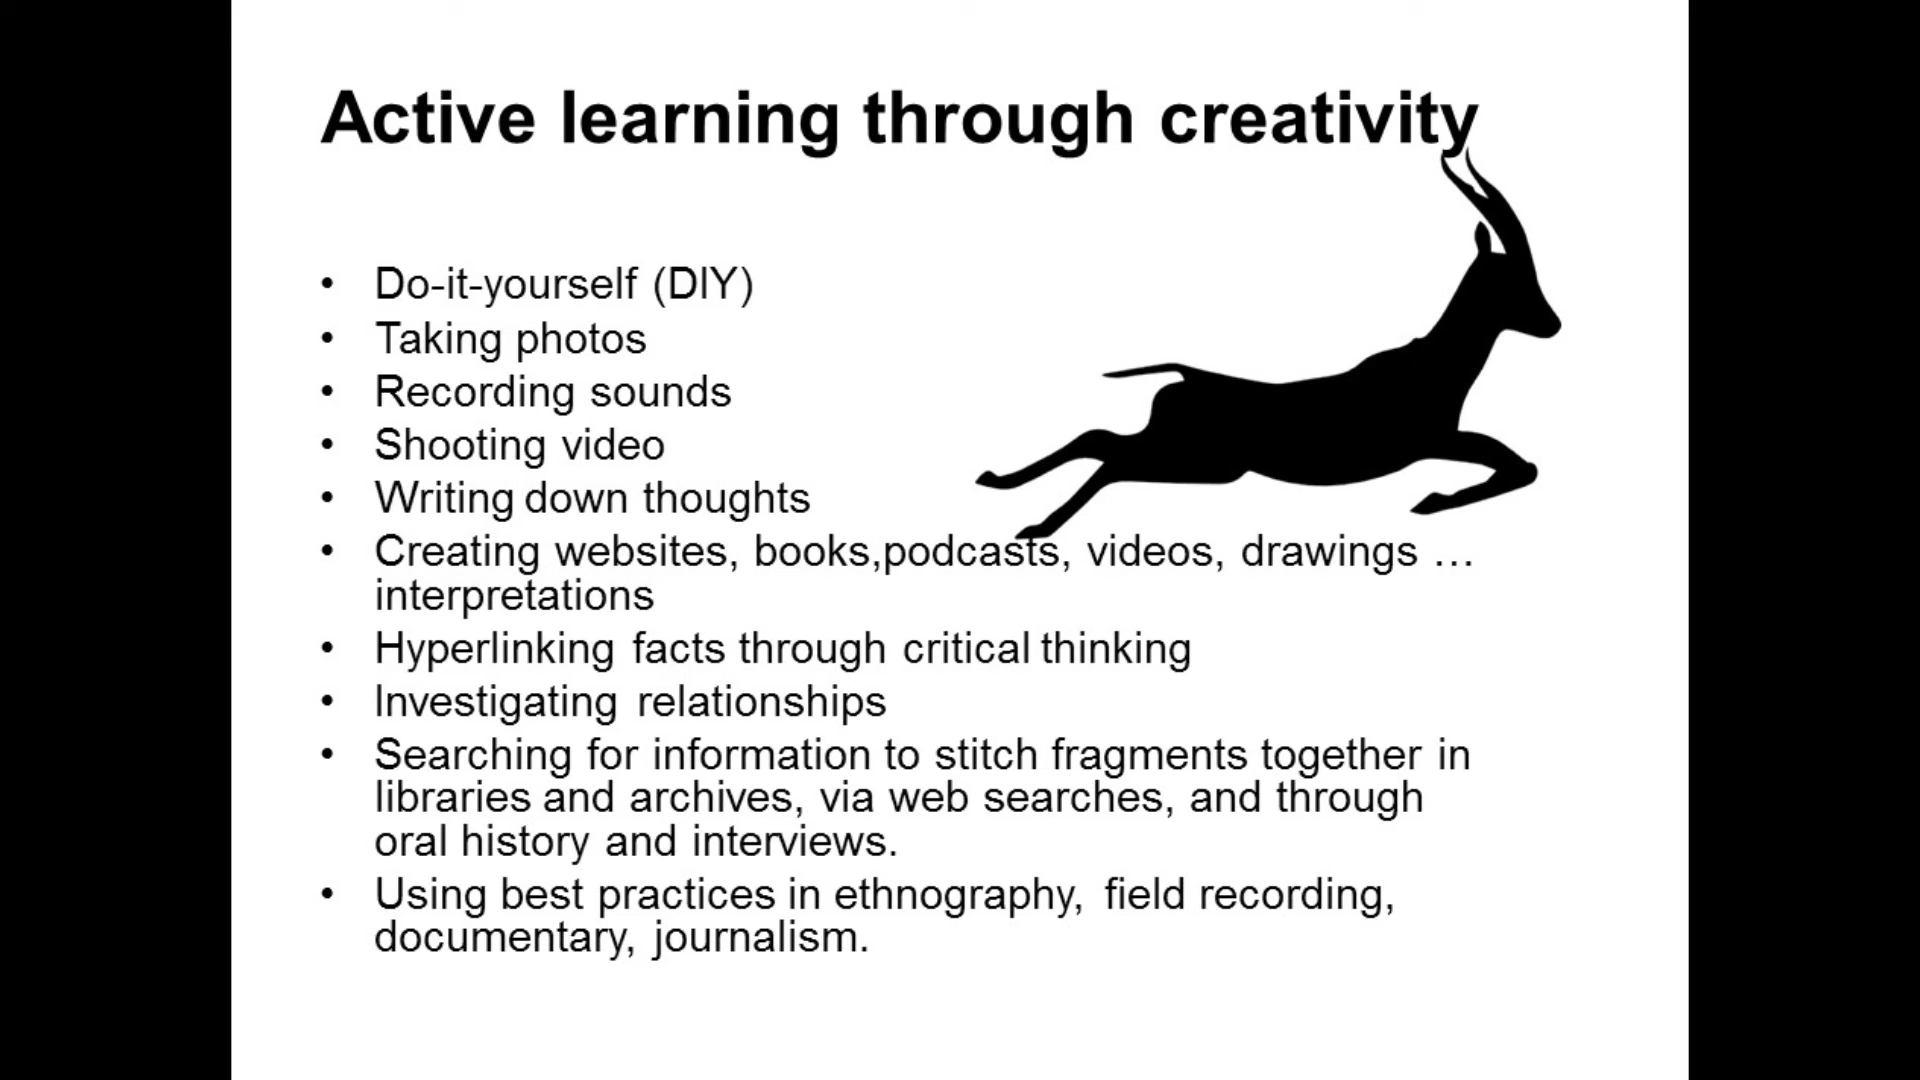 Active learning through creativity
• Do-it-yourself (DIY)
• Taking photos
• Recording sounds
• Shooting video
• Writing down thoughts
• Creating websites, books,podcasts, videos, drawings …
interpretations
• Hyperlinking facts through critical thinking
• Investigating relationships
• Searching for information to stitch fragments together in
libraries and archives, via web searches, and through
oral history and interviews.
• Using best practices in ethnography, field recording,
documentary, journalism.